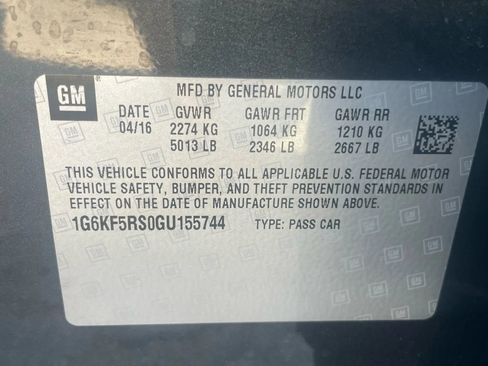 GM
MFD BY GENERAL MOTORS LLC
DATE GVWR GAWR FRT GAWR RR
04/16 2274 KG 1064 KG 1210 KG
5013 LB 2346 LB 2667 LB
THIS VEHICLE CONFORMS TO ALL APPLICABLE U.S. FEDERAL MOTOR
VEHICLE SAFETY, BUMPER, AND THEFT PREVENTION STANDARDS IN
EFFECT ON THE DATE OF MANUFACTURE SHOWN ABOVE.
1G6KF5RS0GU155744 TYPE: PASS CAR